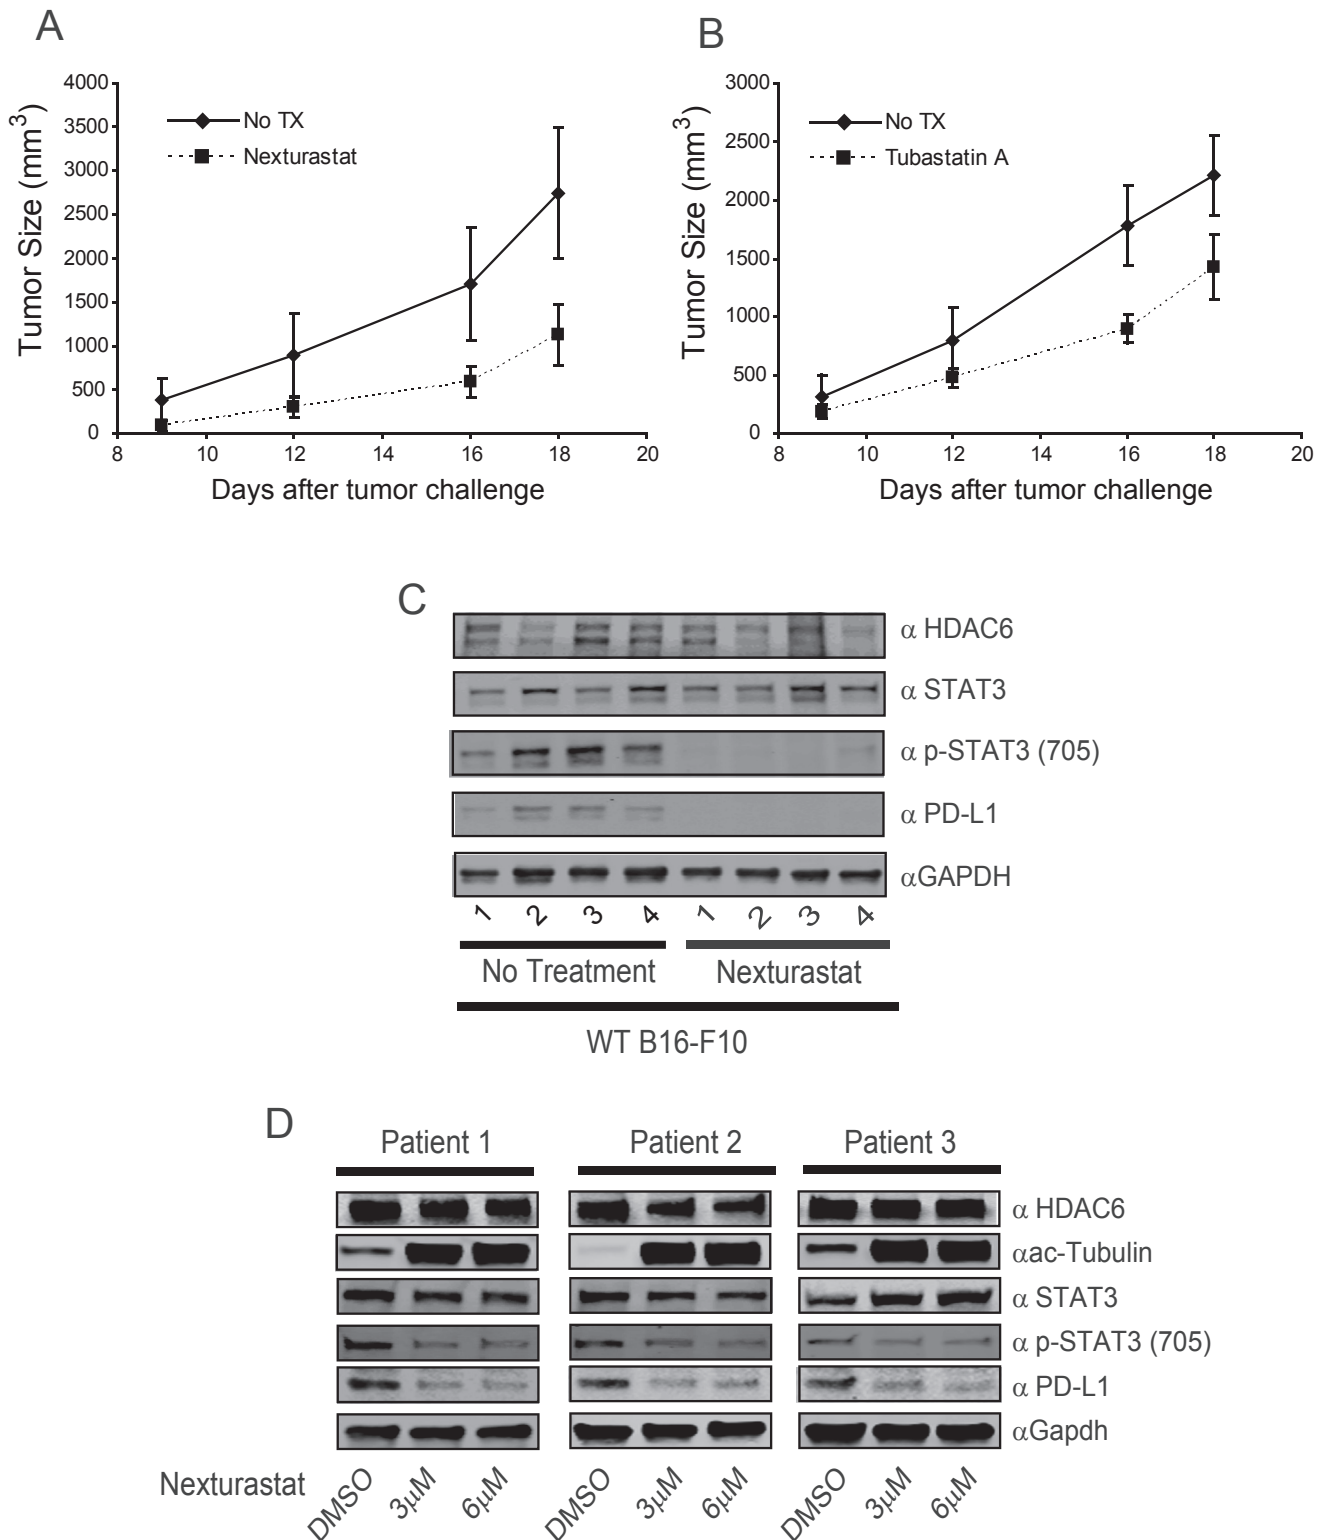 A
4000
3500
3000
2500
2000
1500
1000
500
0
8 10 12 14 16 18 20
Tumor Size (mm3)
Days after tumor challenge
No TX
Nexturastat
B
3000
2500
2000
1500
1000
500
0
8 10 12 14 16 18 20
Tumor Size (mm3)
Days after tumor challenge
No TX
Tubastatin A
C
α HDAC6
α STAT3
α p-STAT3 (705)
α PD-L1
αGAPDH
1 2 3 4 1 2 3 4
No Treatment Nexturastat
WT B16-F10
D
Patient 1 Patient 2 Patient 3
α HDAC6
αac-Tubulin
α STAT3
α p-STAT3 (705)
α PD-L1
αGapdh
Nexturastat DMSO 3µM 6µM DMSO 3µM 6µM DMSO 3µM 6µM